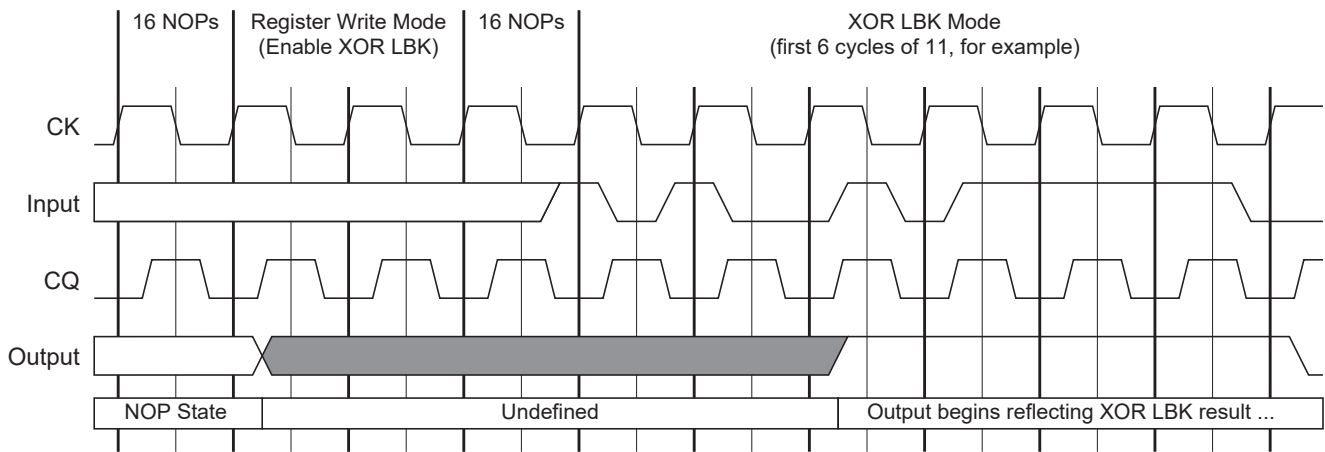 16 NOPs
Register Write Mode
(Enable XOR LBK)
16 NOPs
XOR LBK Mode
(first 6 cycles of 11, for example)
CK
Input
CQ
Output
NOP State
Undefined
Output begins reflecting XOR LBK result ...